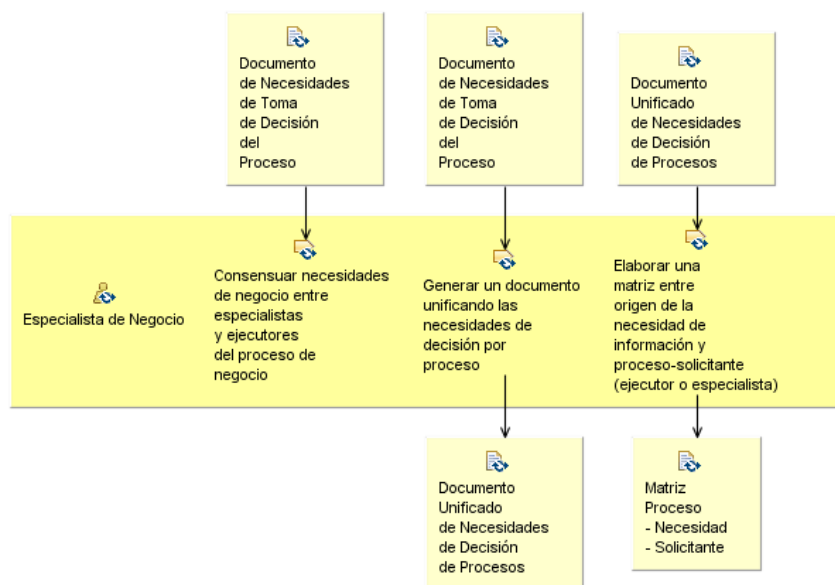 Documento
de Necesidades
de Toma
de Decisión
del
Proceso
Documento
de Necesidades
de Toma
de Decisión
del
Proceso
Documento
Unificado
de Necesidades
de Decisión
de Procesos
Especialista de Negocio
Consensuar necesidades
de negocio entre
especialistas
y ejecutores
del proceso de
negocio
Generar un documento
unificando las
necesidades de
decisión por
proceso
Elaborar una
matriz entre
origen de la
necesidad de
información y
proceso-solicitante
(ejecutor o especialista)
Documento
Unificado
de Necesidades
de Decisión
de Procesos
Matriz
Proceso
- Necesidad
- Solicitante